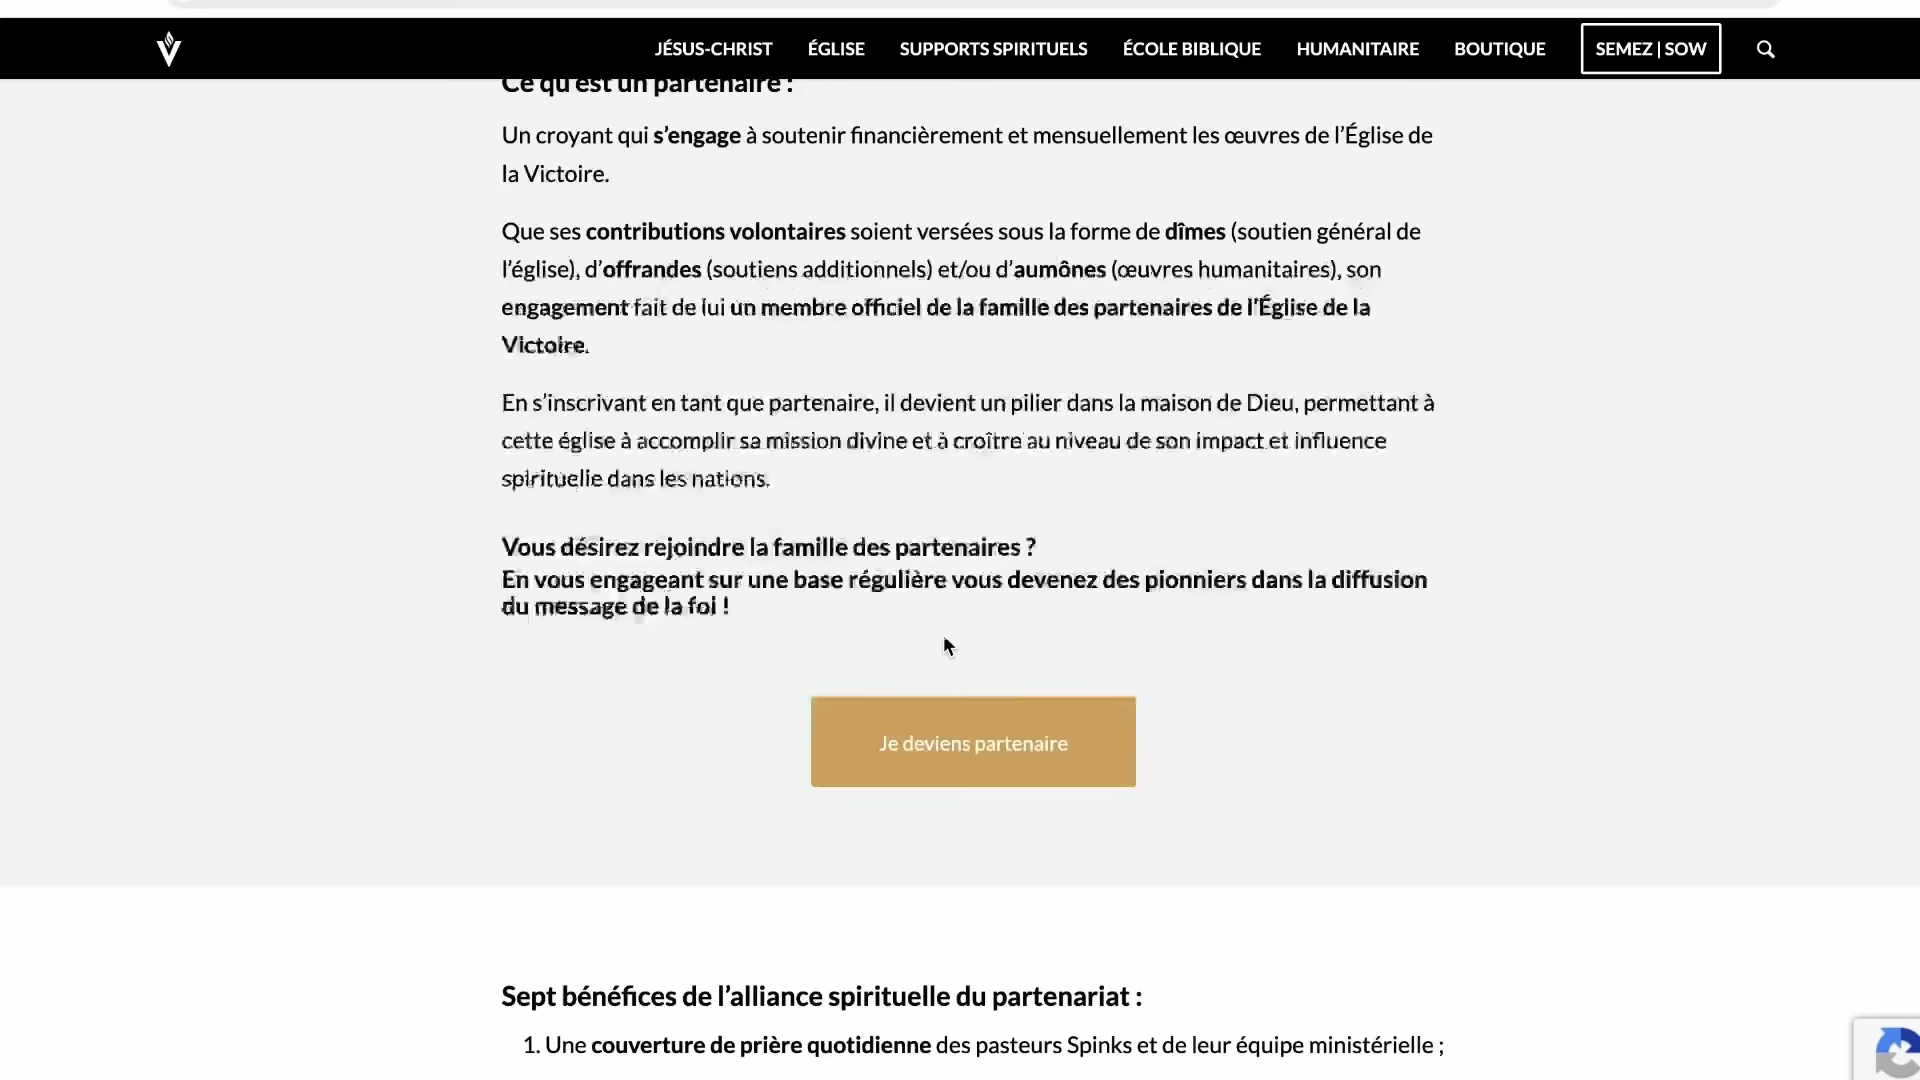 JÉSUS-CHRIST ÉGLISE SUPPORTS SPIRITUELS ÉCOLE BIBLIQUE HUMANITAIRE BOUTIQUE SEMEZ | SOW
Ce qu'est un partenaire :
Un croyant qui s’engage à soutenir financièrement et mensuellement les œuvres de l’Église de
la Victoire.
Que ses contributions volontaires soient versées sous la forme de dîmes (soutien général de
l’église), d’offrandes (soutiens additionnels) et/ou d’aumônes (œuvres humanitaires), son
engagement fait de lui un membre officiel de la famille des partenaires de l’Église de la
Victoire.
En s’inscrivant en tant que partenaire, il devient un pilier dans la maison de Dieu, permettant à
cette église à accomplir sa mission divine et à croître au niveau de son impact et influence
spirituelle dans les nations.
Vous désirez rejoindre la famille des partenaires ?
En vous engageant sur une base régulière vous devenez des pionniers dans la diffusion
du message de la foi !
Je deviens partenaire
Sept bénéfices de l’alliance spirituelle du partenariat :
1. Une couverture de prière quotidienne des pasteurs Spinks et de leur équipe ministérielle ;